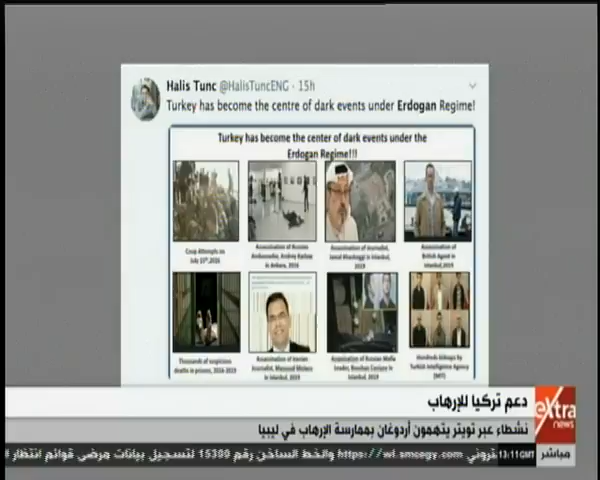 Halis Tunc @HalisTuncENG · 15h
Turkey has become the centre of dark events under Erdogan Regime!
Turkey has become the center of dark events under the
Erdogan Regime!!!
Coup Attempts on
July 15th,2016
Assassination of Russian
Ambassador, Andrey Karlov
in Ankara, 2016
Assassination of Journalist,
Jamal Khashoggi in Istanbul,
Assassination of
British Agent in
Istanbul,2019
Thousands of suspicious
deaths in prisons, 2016-2019
Assassination of Iranian
Journalist, Masoud Molavi
in Istanbul, 2019
Assassination of Russian Mafia
in Istanbul, 2019
Hundreds kidnaps by
Turkish Intelligence Agency
(MIT)
دعم تركيا للإرهاب
نشطاء عبر تويتر يتهمون أردوغان بممارسة الإرهاب في ليبيا
extra
news
مباشر
13:11GMT
والخط الساخن رقم 15300 لتسجيل بيانات مرضى قوائم انتظار